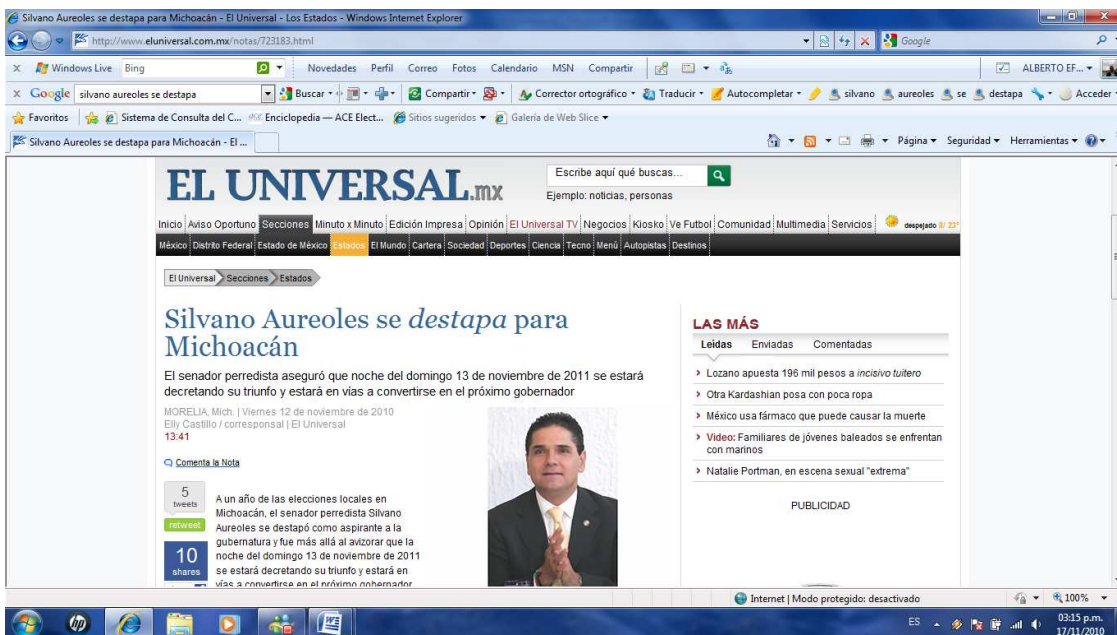 Silvano Aureoles se destapa para Michoacán - El Universal - Los Estados - Windows Internet Explorer
http://www.eluniversal.com.mx/notas/723183.html
Google
x Windows Live Bing Novedades Perfil Correo Fotos Calendario MSN Compartir ALBERTO EF...
x Google silvano aureoles se destapa Buscar Compartir Corrector ortográfico Traducir Autocompletar silvano aureoles se destapa Acceder
Favoritos Sistema de Consulta del C... Enciclopedia — ACE Elect... Sitios sugeridos Galería de Web Slice
Silvano Aureoles se destapa para Michoacán - El ... Página Seguridad Herramientas
EL UNIVERSAL.mx
Escribe aquí qué buscas...
Ejemplo: noticias, personas
Inicio Aviso Oportuno Secciones Minuto x Minuto Edición Impresa Opinión El Universal TV Negocios Kiosko Ve Futbol Comunidad Multimedia Servicios despejado 8/ 22°
México Distrito Federal Estado de México Estados El Mundo Cartera Sociedad Deportes Ciencia Tecno Menú Autopistas Destinos
El Universal Secciones Estados
Silvano Aureoles se destapa para
Michoacán
El senador perredista aseguró que noche del domingo 13 de noviembre de 2011 se estará
decretando su triunfo y estará en vías a convertirse en el próximo gobernador
MORELIA, Mich. | Viernes 12 de noviembre de 2010
Elly Castillo / corresponsal | El Universal
13:41
Comenta la Nota
5
tweets
retweet
10
shares
A un año de las elecciones locales en
Michoacán, el senador perredista Silvano
Aureoles se destapó como aspirante a la
gubernatura y fue más allá al avizorar que la
noche del domingo 13 de noviembre de 2011
se estará decretando su triunfo y estará en
vías a convertirse en el próximo gobernador
LAS MÁS
Leidas Enviadas Comentadas
Lozano apuesta 196 mil pesos a incisivo tuitero
Otra Kardashian posa con poca ropa
México usa fármaco que puede causar la muerte
Video: Familiares de jóvenes baleados se enfrentan
con marinos
Natalie Portman, en escena sexual "extrema"
PUBLICIDAD
Internet | Modo protegido: desactivado 100%
ES 03:15 p.m.
17/11/2010